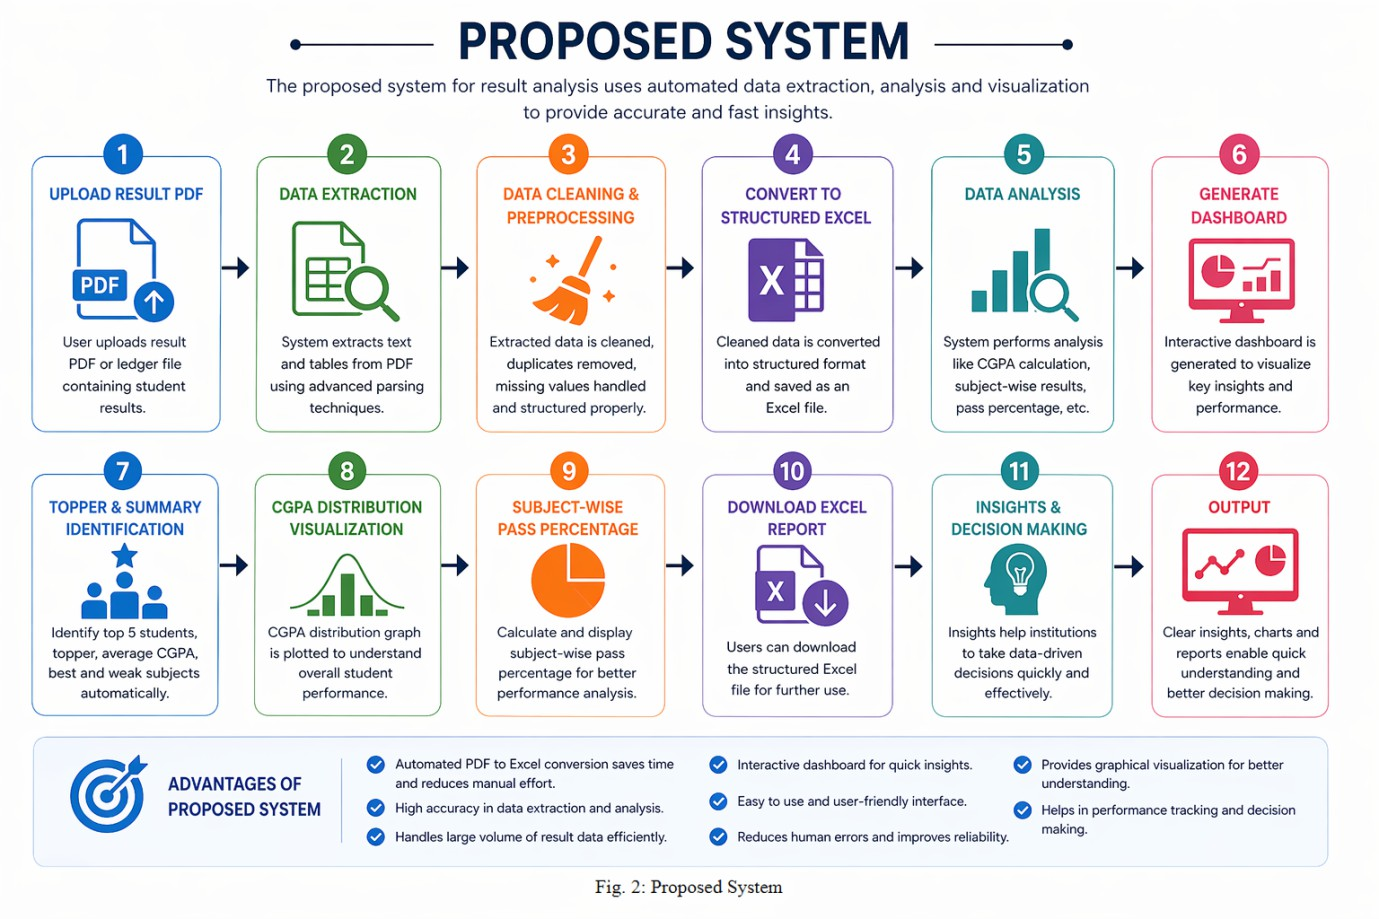 PROPOSED SYSTEM
The proposed system for result analysis uses automated data extraction, analysis and visualization
to provide accurate and fast insights.
1
UPLOAD RESULT PDF
PDF
User uploads result
PDF or ledger file
containing student
results.
2
DATA EXTRACTION
System extracts text
and tables from PDF
using advanced parsing
techniques.
3
DATA CLEANING &
PREPROCESSING
Extracted data is cleaned,
duplicates removed,
missing values handled
and structured properly.
4
CONVERT TO
STRUCTURED EXCEL
X
Cleaned data is converted
into structured format
and saved as an
Excel file.
5
DATA ANALYSIS
System performs analysis
like CGPA calculation,
subject-wise results,
pass percentage, etc.
6
GENERATE
DASHBOARD
Interactive dashboard is
generated to visualize
key insights and
performance.
7
TOPPER & SUMMARY
IDENTIFICATION
Identify top 5 students,
topper, average CGPA,
best and weak subjects
automatically.
8
CGPA DISTRIBUTION
VISUALIZATION
CGPA distribution graph
is plotted to understand
overall student
performance.
9
SUBJECT-WISE
PASS PERCENTAGE
Calculate and display
subject-wise pass
percentage for better
performance analysis.
10
DOWNLOAD EXCEL
REPORT
X
Users can download
the structured Excel
file for further use.
11
INSIGHTS &
DECISION MAKING
Insights help institutions
to take data-driven
decisions quickly and
effectively.
12
OUTPUT
Clear insights, charts and
reports enable quick
understanding and
better decision making.
ADVANTAGES OF
PROPOSED SYSTEM
Automated PDF to Excel conversion saves time
and reduces manual effort.
High accuracy in data extraction and analysis.
Handles large volume of result data efficiently.
Interactive dashboard for quick insights.
Easy to use and user-friendly interface.
Reduces human errors and improves reliability.
Provides graphical visualization for better
understanding.
Helps in performance tracking and decision
making.
Fig. 2: Proposed System